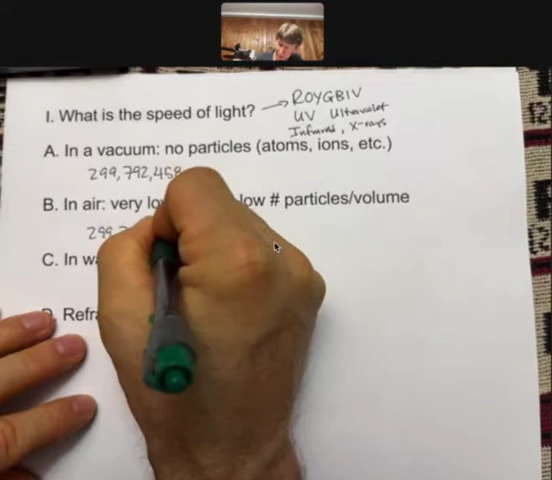 I. What is the speed of light? → ROYGBIV
UV Ultraviolet
Infrared, X-rays
A. In a vacuum: no particles (atoms, ions, etc.)
299,792,458
B. In air: very low # particles/volume
299
C. In
D. Refr